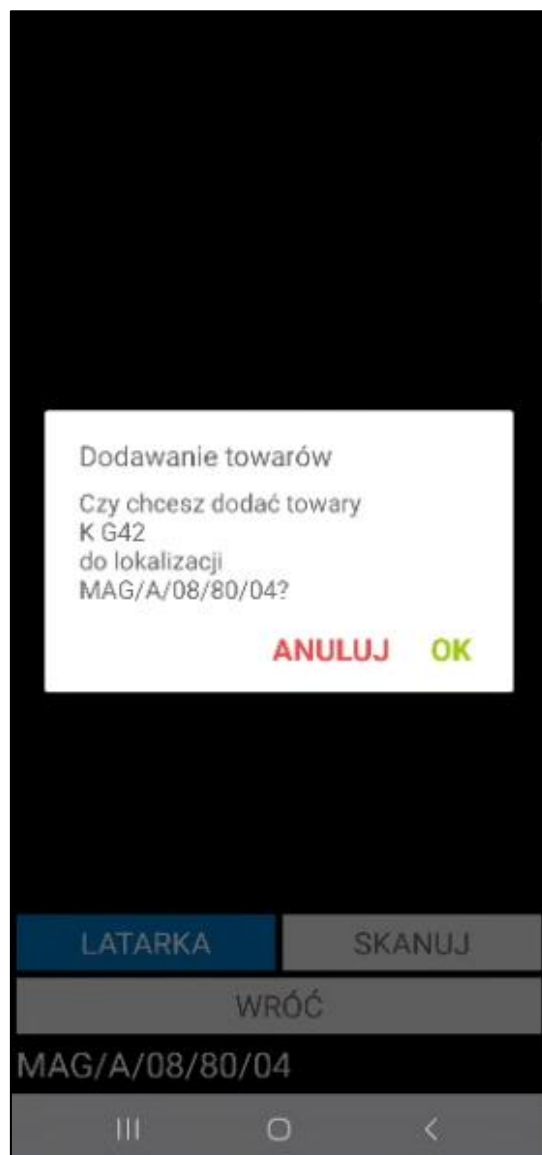 Dodawanie towarów
Czy chcesz dodać towary
K G42
do lokalizacji
MAG/A/08/80/04?
ANULUJ OK
LATARKA SKANUJ
WRÓĆ
MAG/A/08/80/04